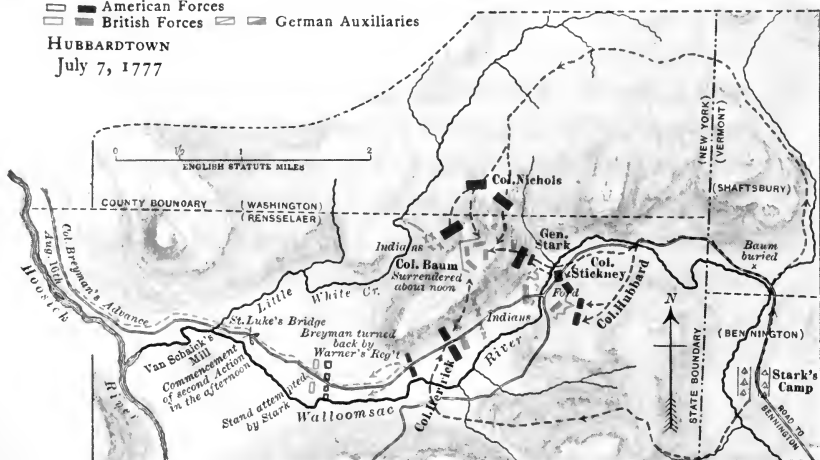 American Forces
British Forces
German Auxiliaries
HUBBARDTOWN
July 7, 1777
0
½
1
2
ENGLISH STATUTE MILES
(NEW YORK)
(VERMONT)
Col. Nichols
(SHAFTSBURY)
COUNTY BOUNDARY
(WASHINGTON)
(RENSSELAER)
Col. Breyman's Advance
Aug. 16th
Hoosick
River
Indians
Gen.
Stark
Col. Baum
Surrendered
about noon
Col.
Stickney
Baum
buried
Little White Cr.
Ford
Col. Hubbard
N
St. Luke's Bridge
Indians
Breyman turned
back by
Warner's Reg't
(BENNINGTON)
Van Schaick's
Mill
Commencement
of second Action
in the afternoon
River
Stand attempted
by Stark
Walloomsac
Col. Herrick
STATE BOUNDARY
Stark's
Camp
ROAD TO
BENNINGTON